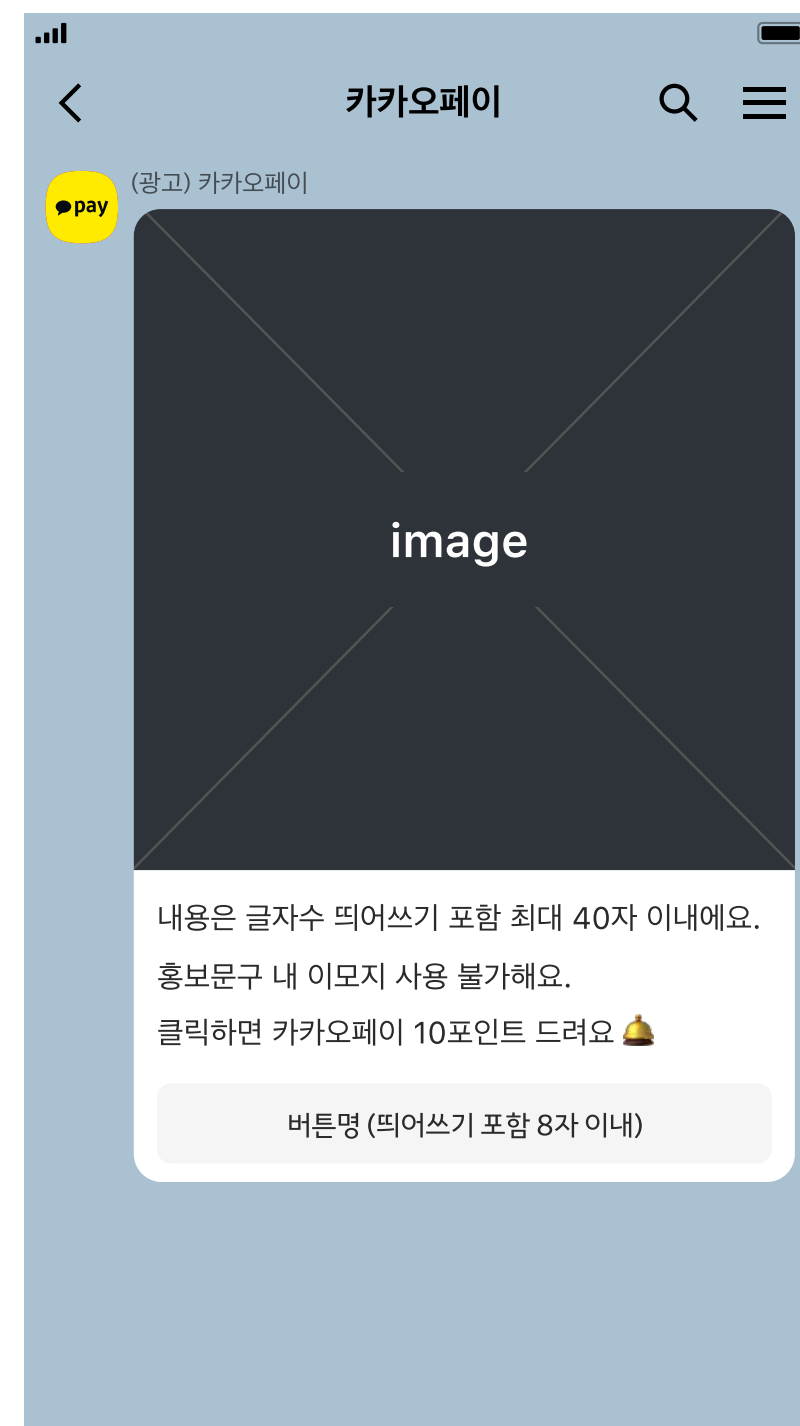 카카오페이
pay
(광고) 카카오페이
image
내용은 글자수 띄어쓰기 포함 최대 40자 이내에요.
홍보문구 내 이모지 사용 불가해요.
클릭하면 카카오페이 10포인트 드려요 🛎️
버튼명 (띄어쓰기 포함 8자 이내)